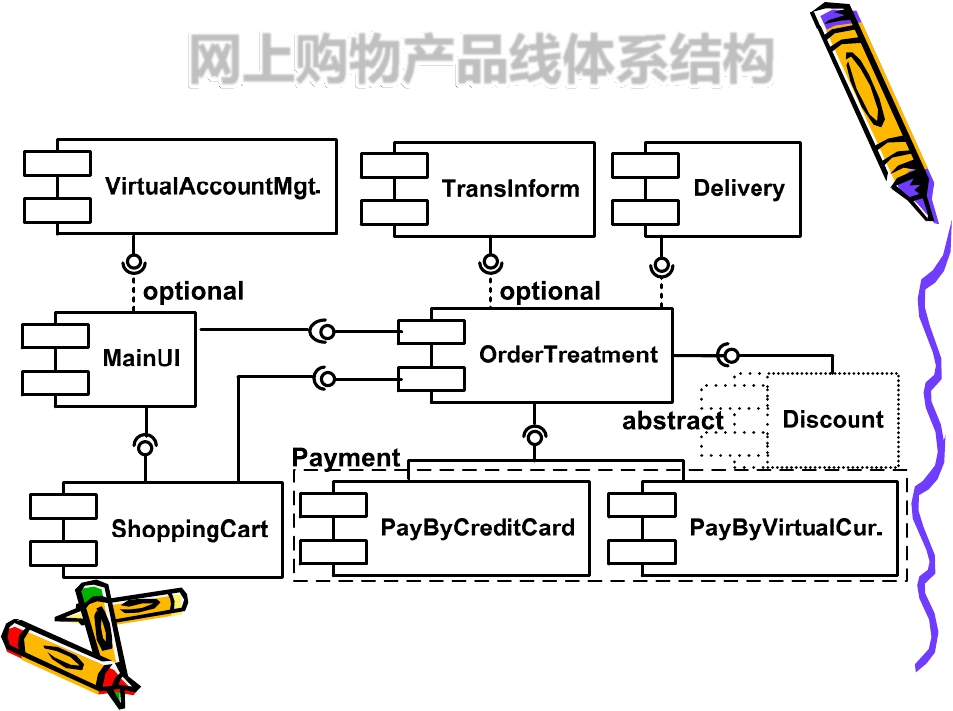 网上购物产品线体系结构
VirtualAccountMgt.
TransInform
Delivery
optional
optional
MainUI
OrderTreatment
abstract
Discount
Payment
ShoppingCart
PayByCreditCard
PayByVirtualCur.